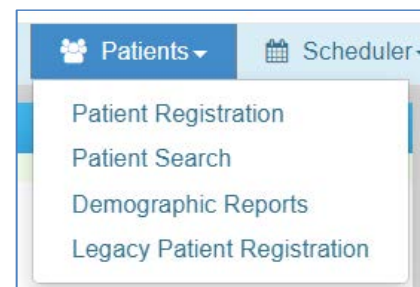 Patients Scheduler
Patient Registration
Patient Search
Demographic Reports
Legacy Patient Registration